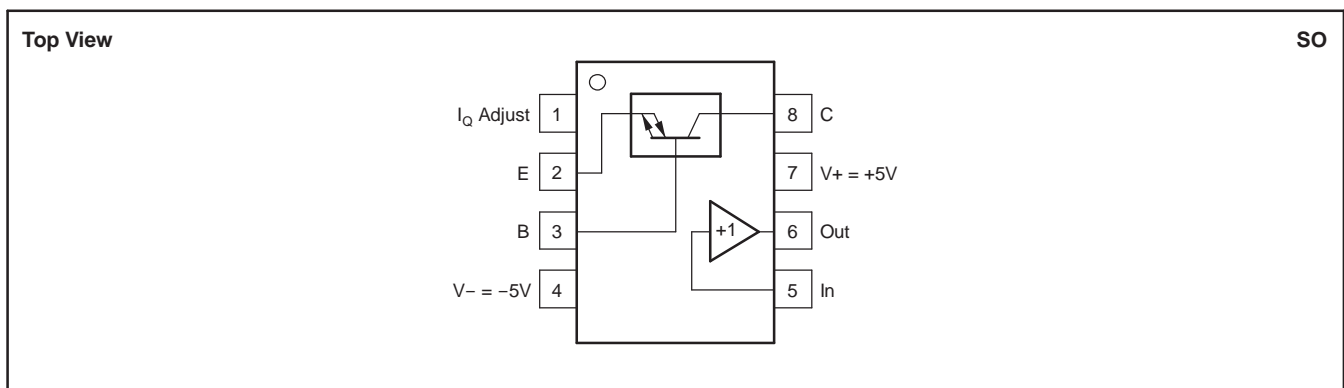 Top View
SO
I_Q Adjust 1
8 C
E 2
7 V+ = +5V
B 3
+1
6 Out
V− = −5V 4
5 In